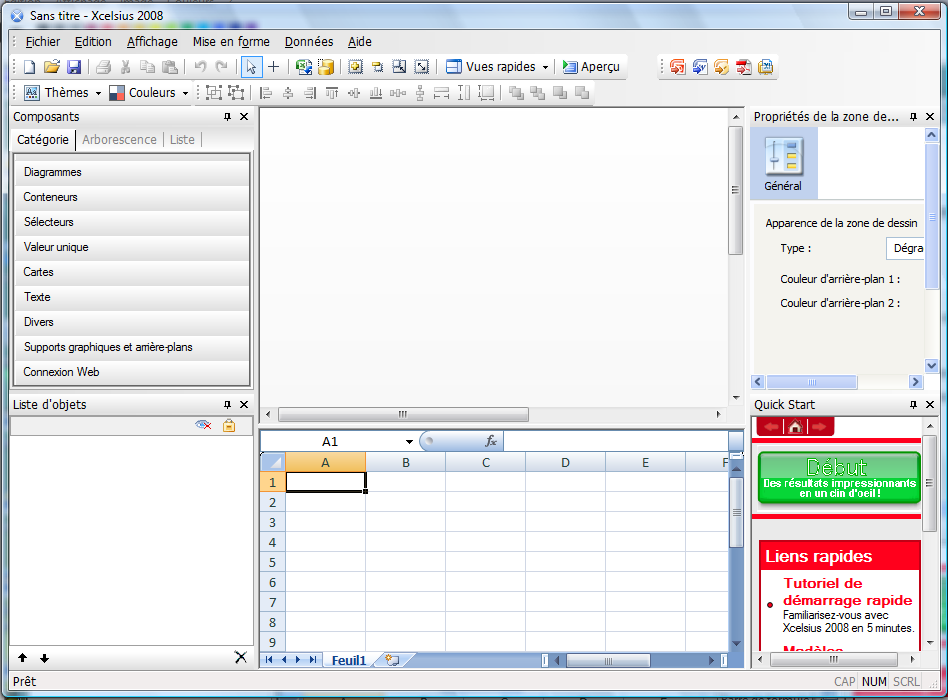 Sans titre - Xcelsius 2008
Fichier Edition Affichage Mise en forme Données Aide
Vues rapides Aperçu
Thèmes Couleurs
Composants
Catégorie Arborescence Liste
Diagrammes
Conteneurs
Sélecteurs
Valeur unique
Cartes
Texte
Divers
Supports graphiques et arrière-plans
Connexion Web
Liste d'objets
A1 fx
A B C D E F
1
2
3
4
5
6
7
8
9
Feuil1
Propriétés de la zone de...
Général
Apparence de la zone de dessin
Type : Dégra
Couleur d'arrière-plan 1 :
Couleur d'arrière-plan 2 :
Quick Start
Début
Des résultats impressionnants
en un clin d'oeil !
Liens rapides
Tutoriel de
démarrage rapide
Familiarisez-vous avec
Xcelsius 2008 en 5 minutes.
Modèles
Prêt CAP NUM SCRL